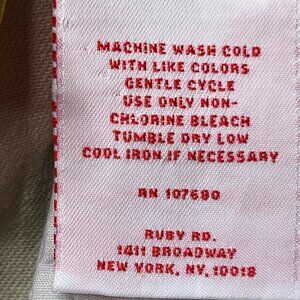 MACHINE WASH COLD
WITH LIKE COLORS
GENTLE CYCLE
USE ONLY NON-
CHLORINE BLEACH
TUMBLE DRY LOW
COOL IRON IF NECESSARY
RN 107680
RUBY RD.
1411 BROADWAY
NEW YORK, NY, 10018